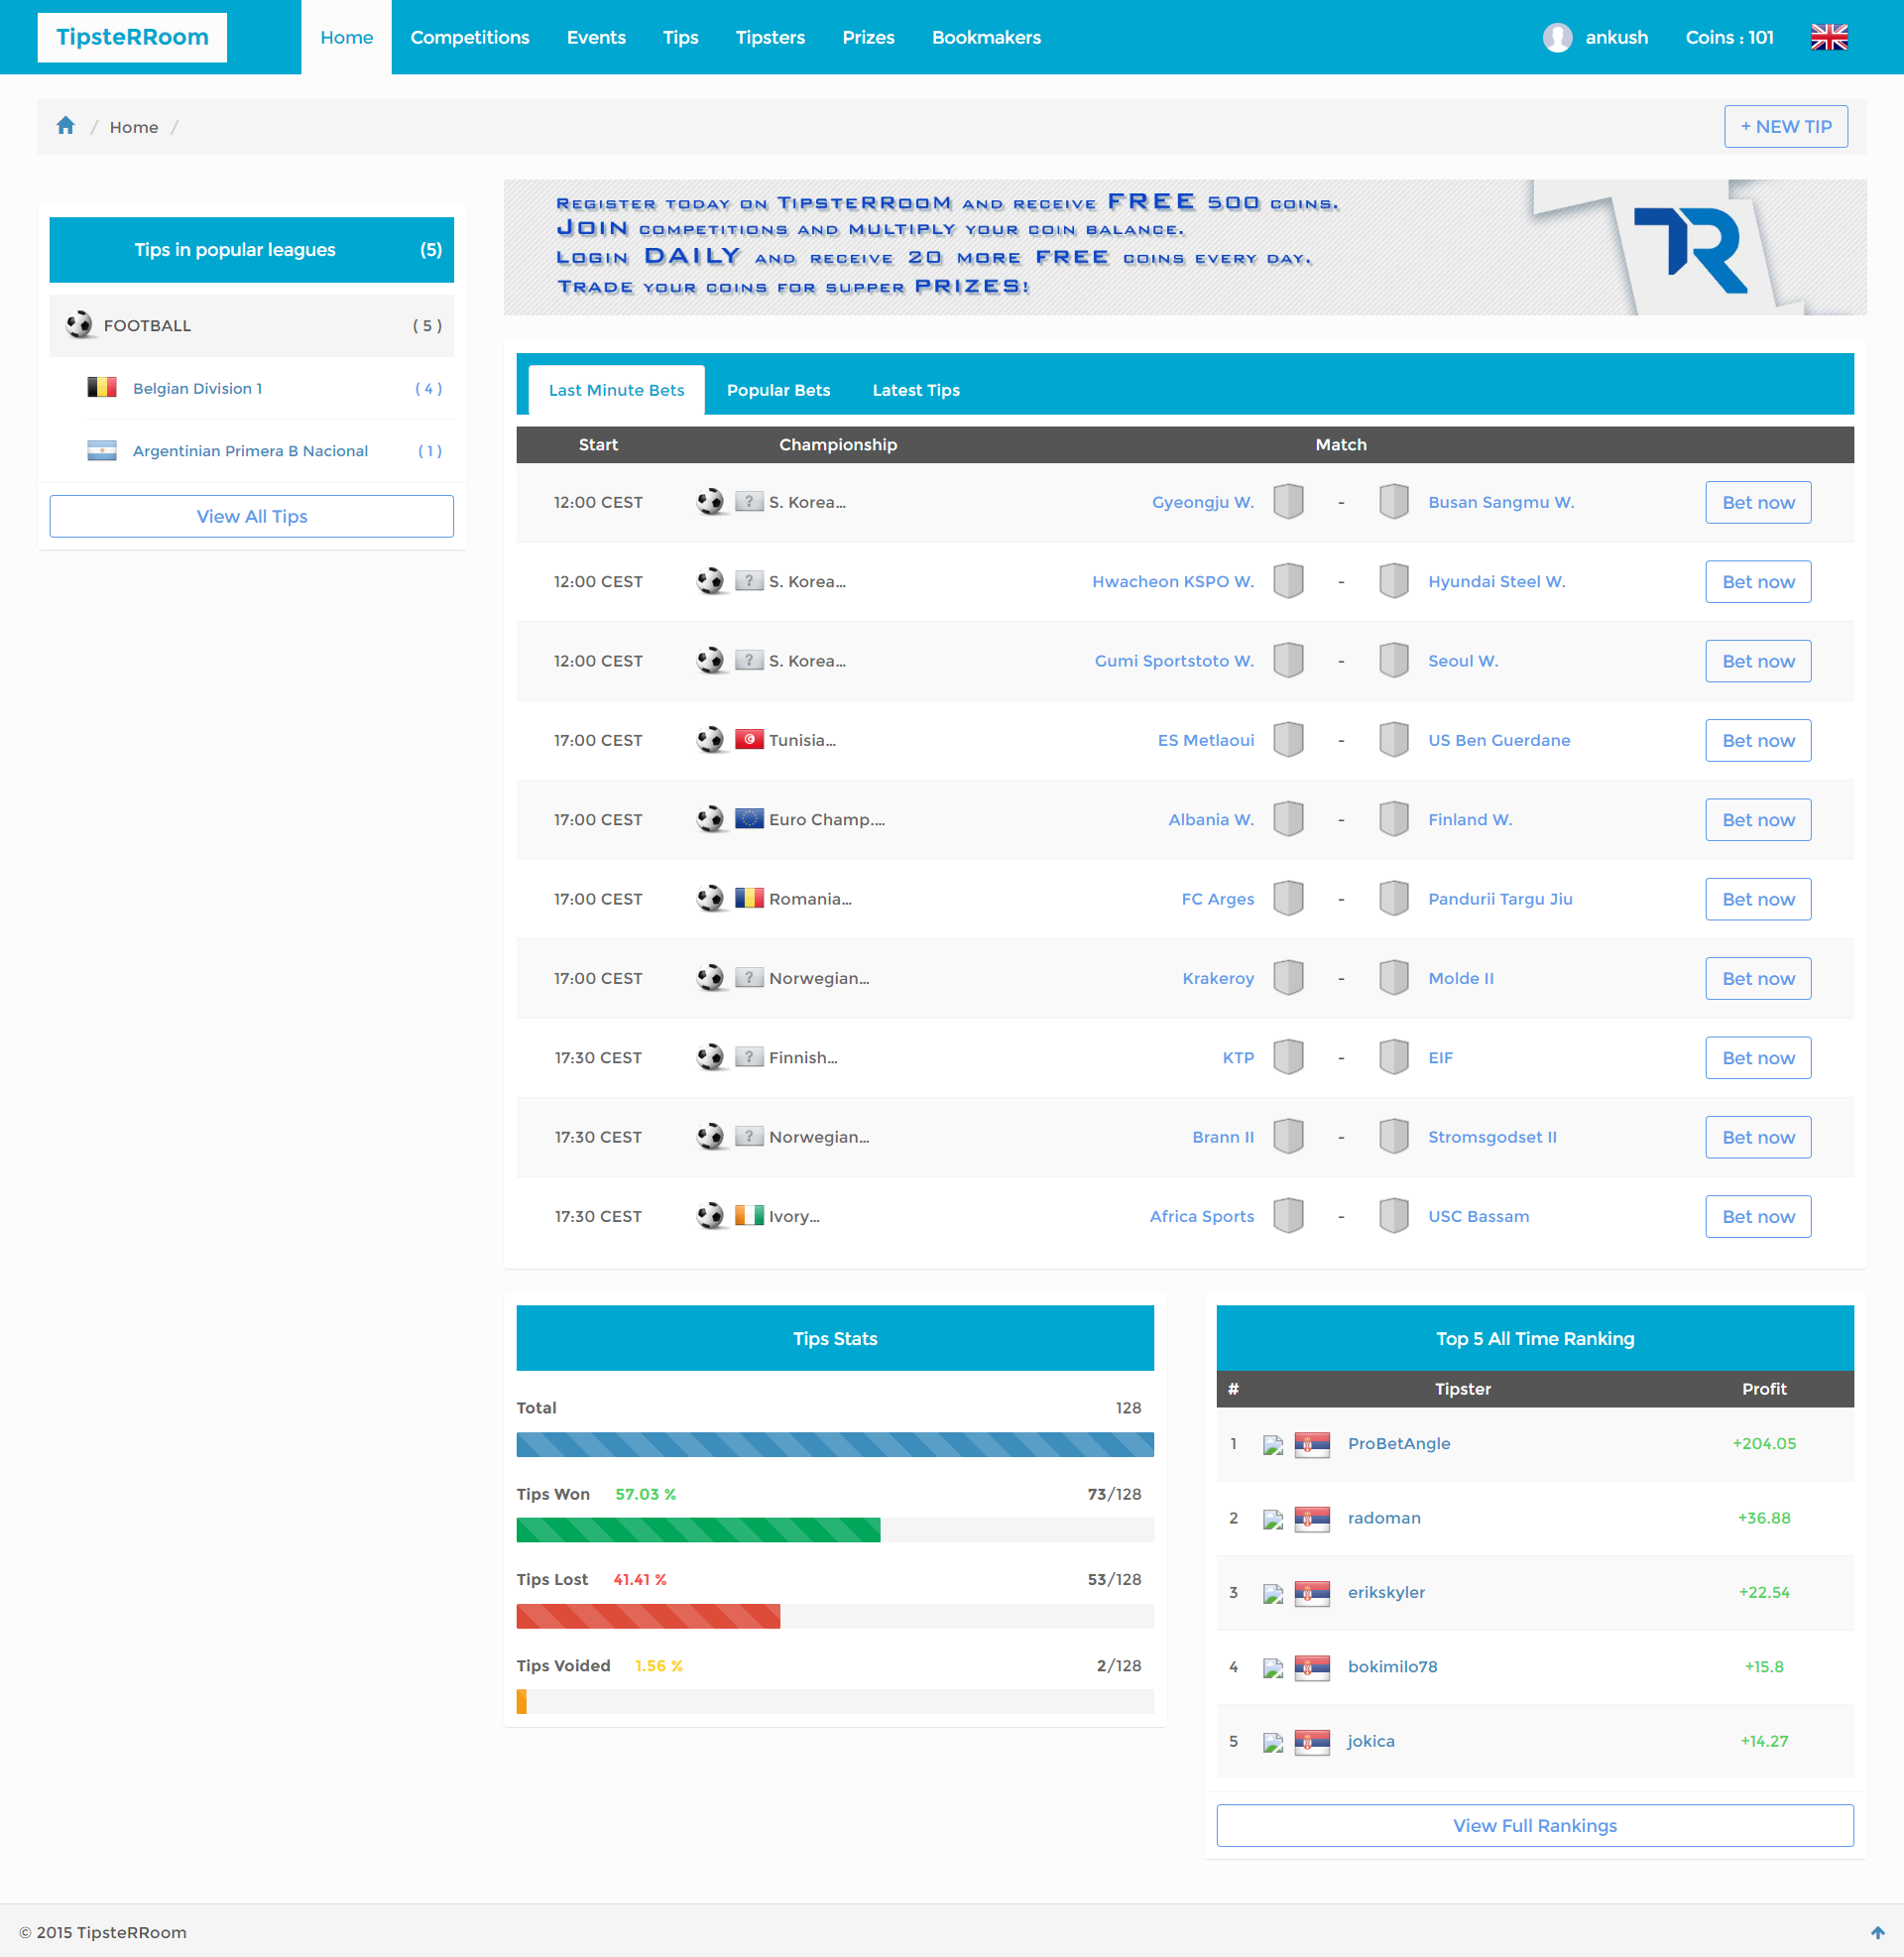 TipsteRRoom
Home Competitions Events Tips Tipsters Prizes Bookmakers ankush Coins : 101
/ Home /
+ NEW TIP
Tips in popular leagues (5)
FOOTBALL ( 5 )
Belgian Division 1 ( 4 )
Argentinian Primera B Nacional ( 1 )
View All Tips
Register today on TipsteRRoom and receive FREE 500 coins.
Join competitions and multiply your coin balance.
Login DAILY and receive 20 more FREE coins every day.
Trade your coins for supper PRIZES!
TR
Last Minute Bets Popular Bets Latest Tips
Start Championship Match
12:00 CEST ? S. Korea... Gyeongju W. - Busan Sangmu W. Bet now
12:00 CEST ? S. Korea... Hwacheon KSPO W. - Hyundai Steel W. Bet now
12:00 CEST ? S. Korea... Gumi Sportstoto W. - Seoul W. Bet now
17:00 CEST Tunisia... ES Metlaoui - US Ben Guerdane Bet now
17:00 CEST Euro Champ.... Albania W. - Finland W. Bet now
17:00 CEST Romania... FC Arges - Pandurii Targu Jiu Bet now
17:00 CEST ? Norwegian... Krakeroy - Molde II Bet now
17:30 CEST ? Finnish... KTP - EIF Bet now
17:30 CEST ? Norwegian... Brann II - Stromsgodset II Bet now
17:30 CEST Ivory... Africa Sports - USC Bassam Bet now
Tips Stats
Total 128
Tips Won 57.03 % 73/128
Tips Lost 41.41 % 53/128
Tips Voided 1.56 % 2/128
Top 5 All Time Ranking
# Tipster Profit
1 ProBetAngle +204.05
2 radoman +36.88
3 erikskyler +22.54
4 bokimilo78 +15.8
5 jokica +14.27
View Full Rankings
© 2015 TipsteRRoom